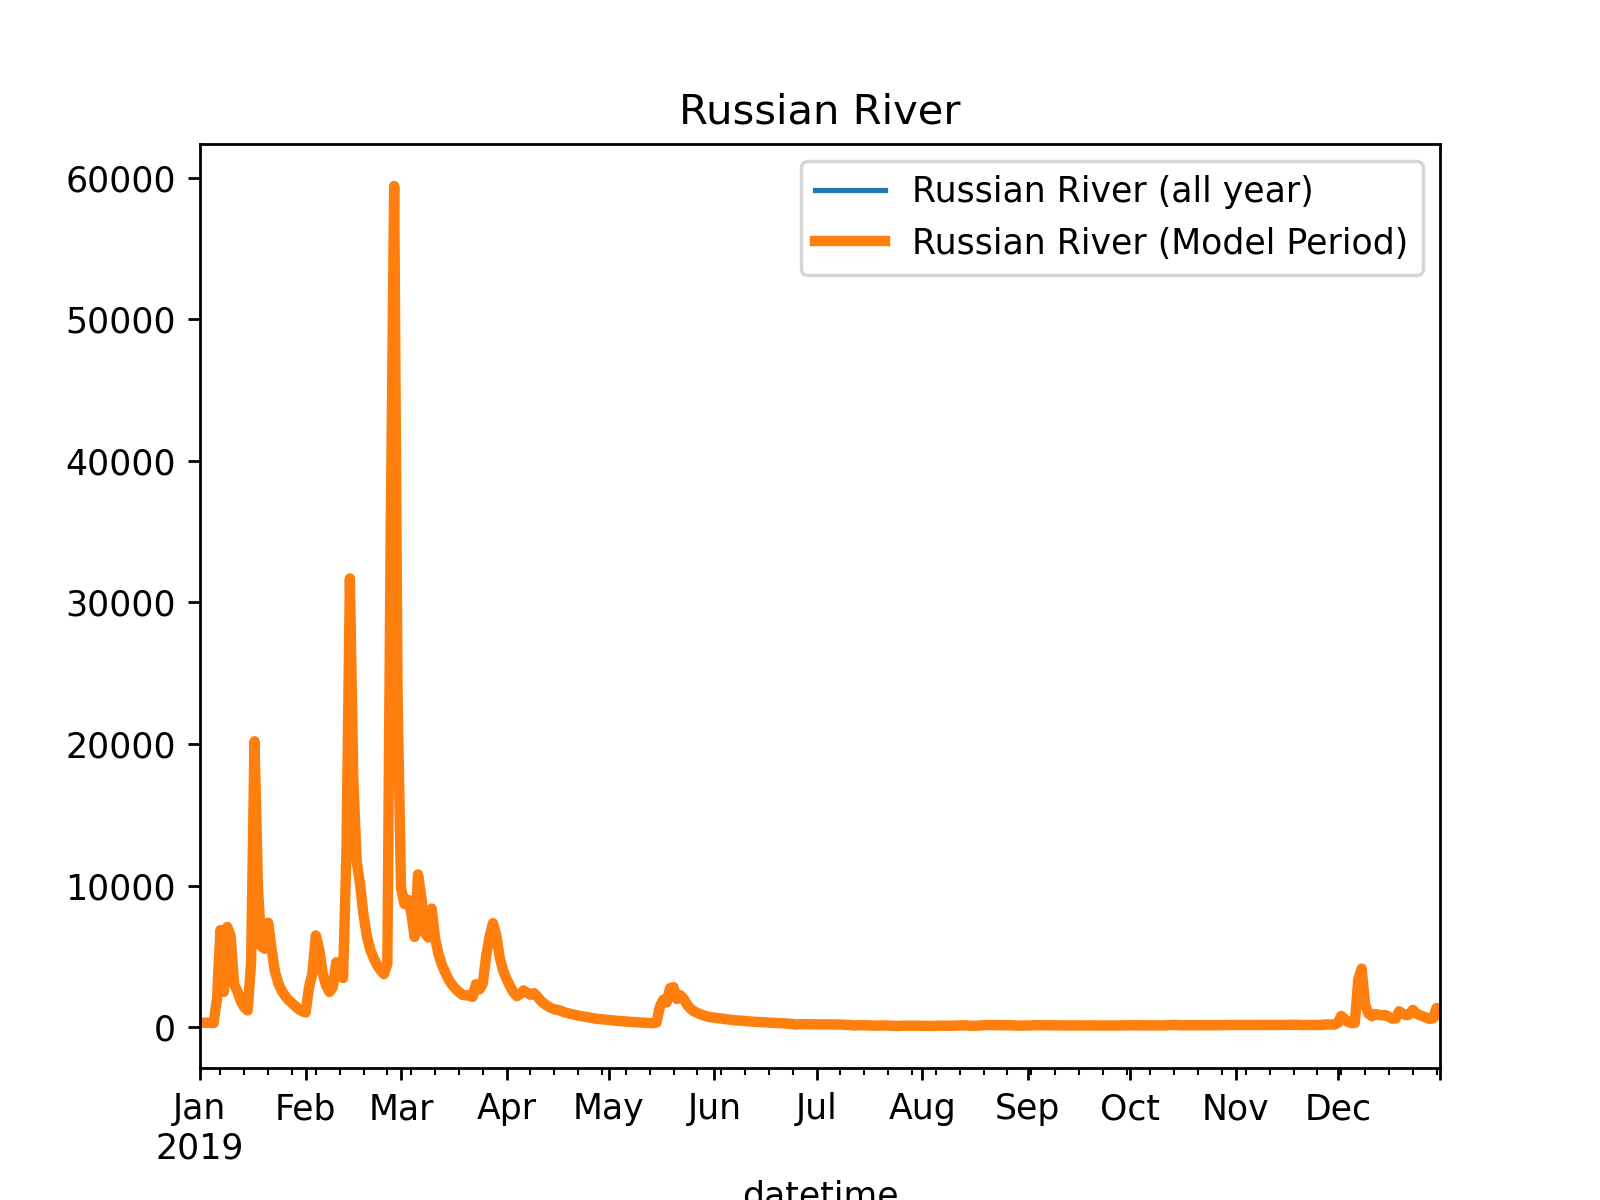 Russian River
Russian River (all year)
Russian River (Model Period)
60000
50000
40000
30000
20000
10000
0
Jan Feb Mar Apr May Jun Jul Aug Sep Oct Nov Dec
2019
datetime